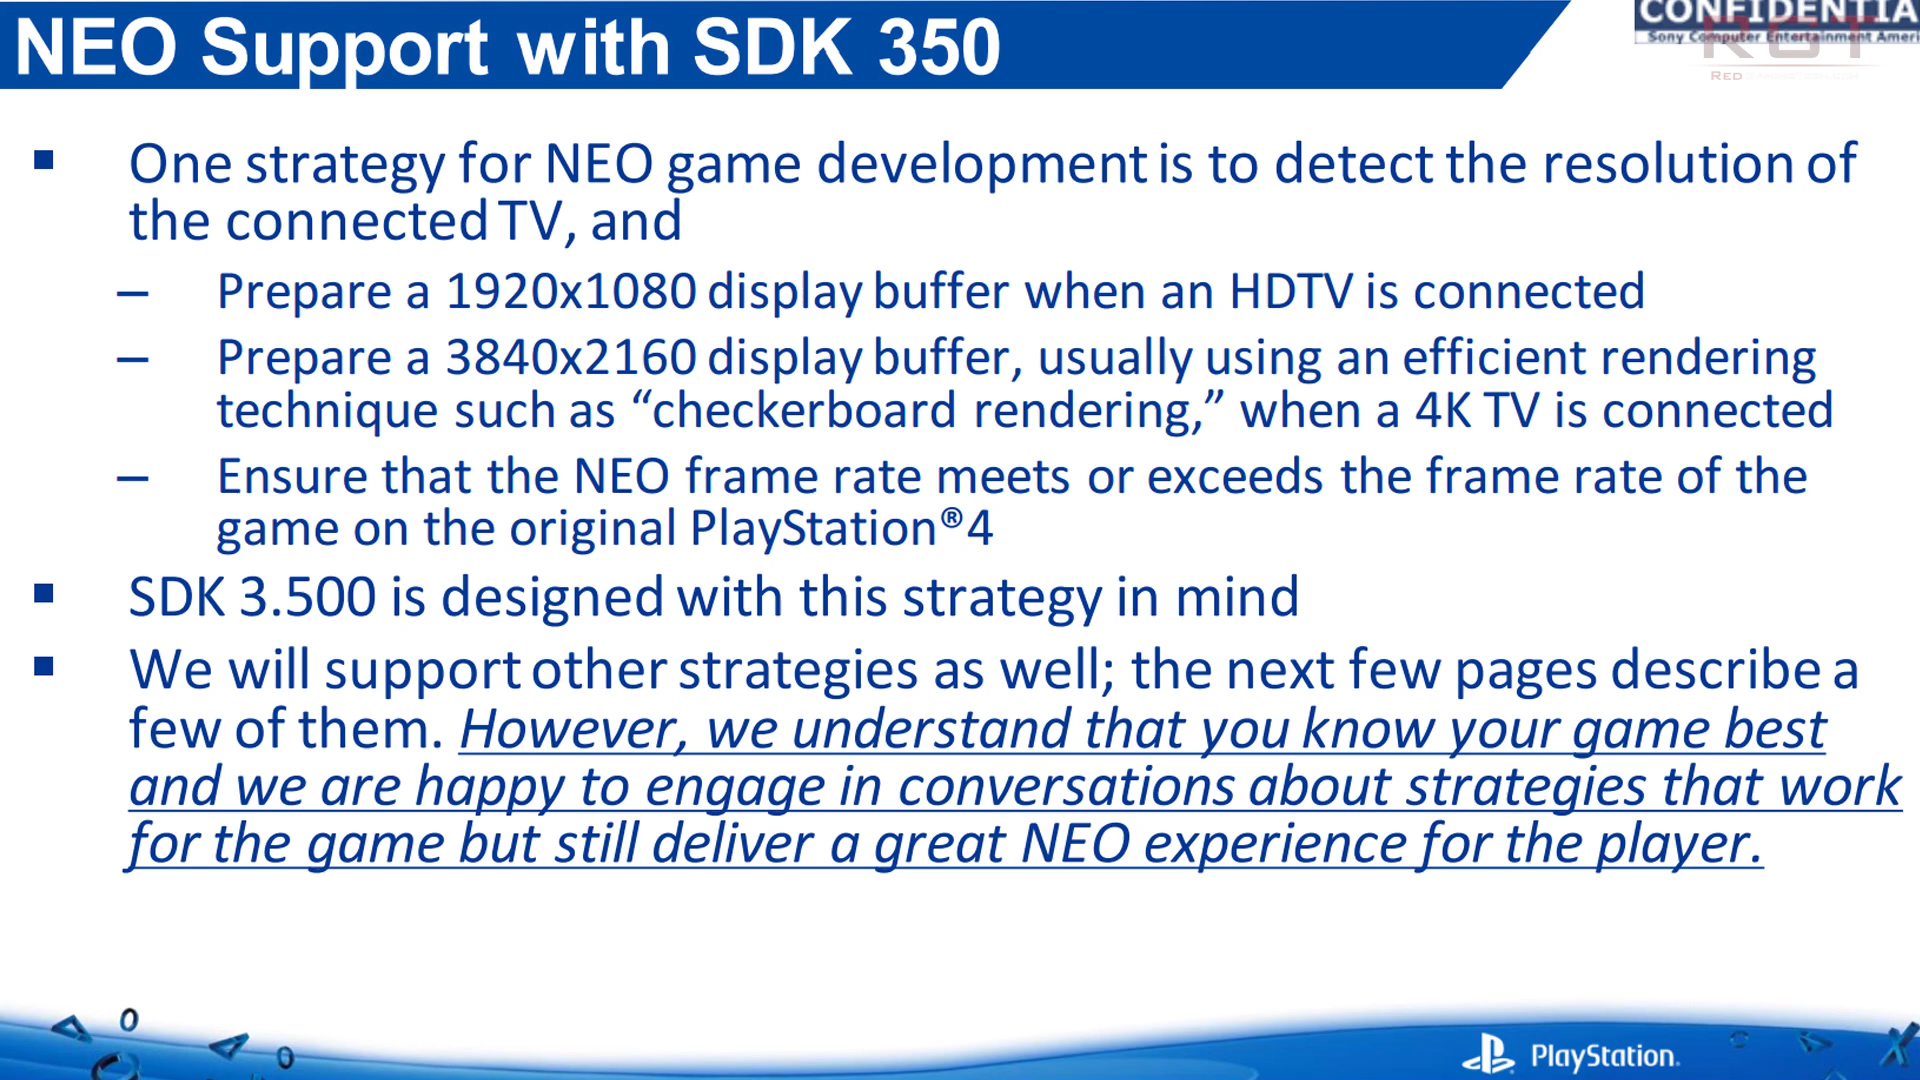 NEO Support with SDK 350
CONFIDENTIA
Sony Computer Entertainment Ameri
RGT
RED
▪ One strategy for NEO game development is to detect the resolution of
the connected TV, and
– Prepare a 1920x1080 display buffer when an HDTV is connected
– Prepare a 3840x2160 display buffer, usually using an efficient rendering
technique such as “checkerboard rendering,” when a 4K TV is connected
– Ensure that the NEO frame rate meets or exceeds the frame rate of the
game on the original PlayStation®4
▪ SDK 3.500 is designed with this strategy in mind
▪ We will support other strategies as well; the next few pages describe a
few of them. However, we understand that you know your game best
and we are happy to engage in conversations about strategies that work
for the game but still deliver a great NEO experience for the player.
PlayStation.